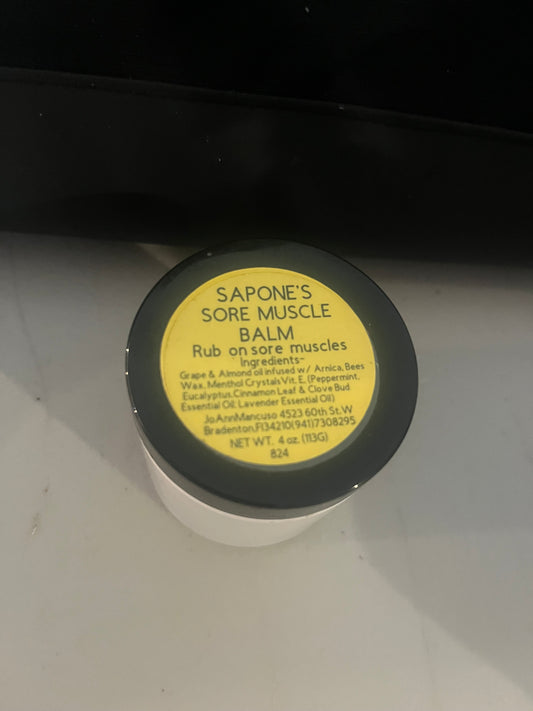 SAPONE'S
SORE MUSCLE
BALM
Rub on sore muscles
Ingredients-
Grape & Almond oil infused w/ Arnica, Bees
Wax, Menthol Crystals Vit. E, (Peppermint,
Eucalyptus, Cinnamon Leaf & Clove Bud
Essential Oil; Lavender Essential Oil)
JoAnnMancuso 4523 60th St. W
Bradenton,Fl34210(941)7308295
NET WT. 4 oz. (113G)
824